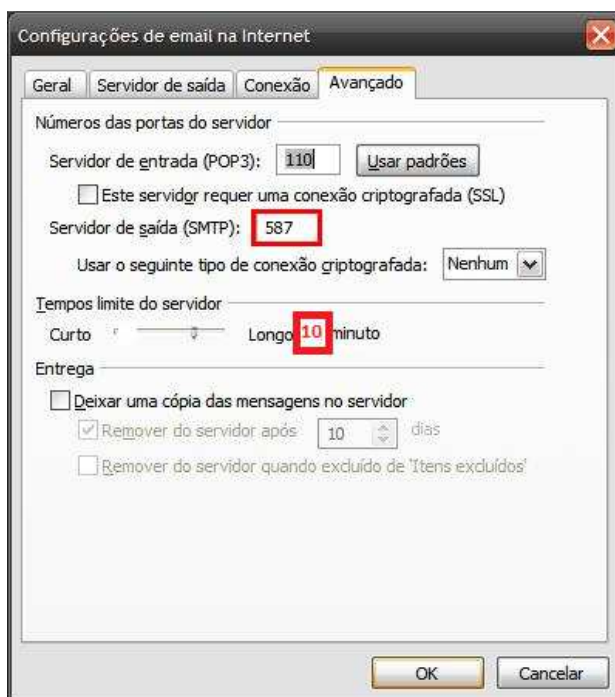 Configurações de email na Internet
Geral Servidor de saída Conexão Avançado
Números das portas do servidor
Servidor de entrada (POP3): 110 Usar padrões
Este servidor requer uma conexão criptografada (SSL)
Servidor de saída (SMTP): 587
Usar o seguinte tipo de conexão criptografada: Nenhum
Tempos limite do servidor
Curto Longo 10 minuto
Entrega
Deixar uma cópia das mensagens no servidor
Remover do servidor após 10 dias
Remover do servidor quando excluído de 'Itens excluídos'
OK Cancelar